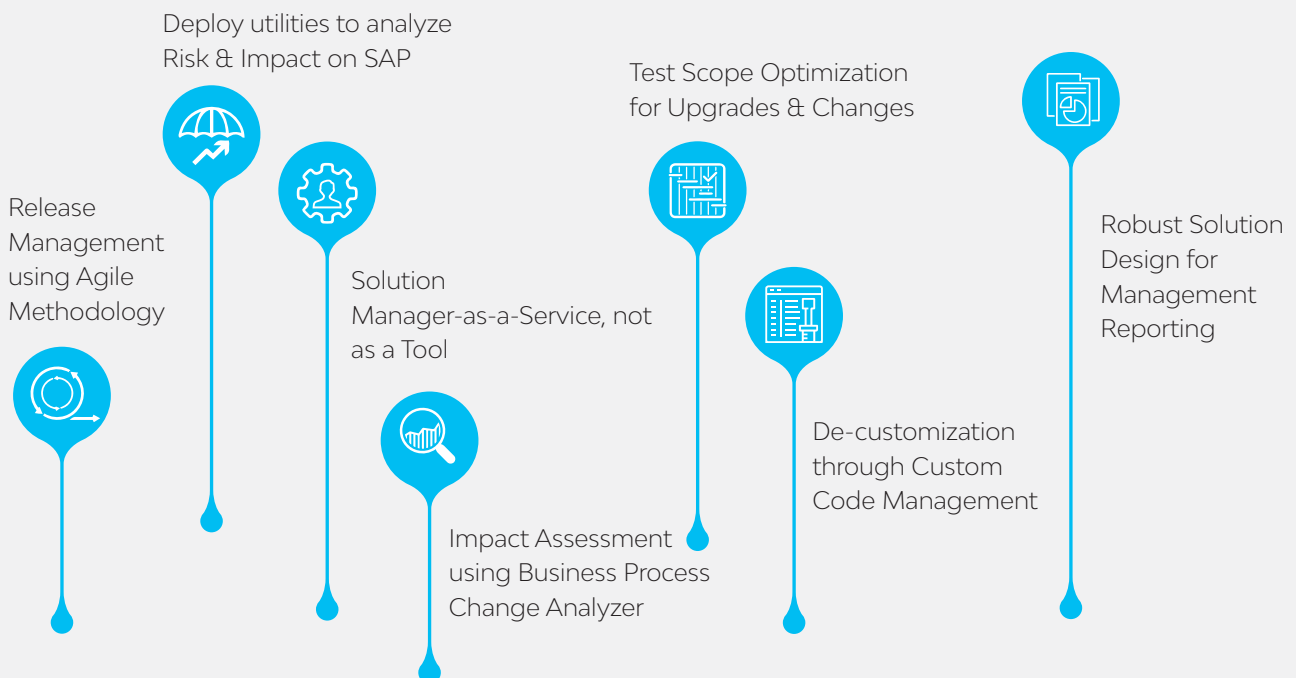 Deploy utilities to analyze
Risk & Impact on SAP
Test Scope Optimization
for Upgrades & Changes
Release
Management
using Agile
Methodology
Robust Solution
Design for
Management
Reporting
Solution
Manager-as-a-Service, not
as a Tool
De-customization
through Custom
Code Management
Impact Assessment
using Business Process
Change Analyzer